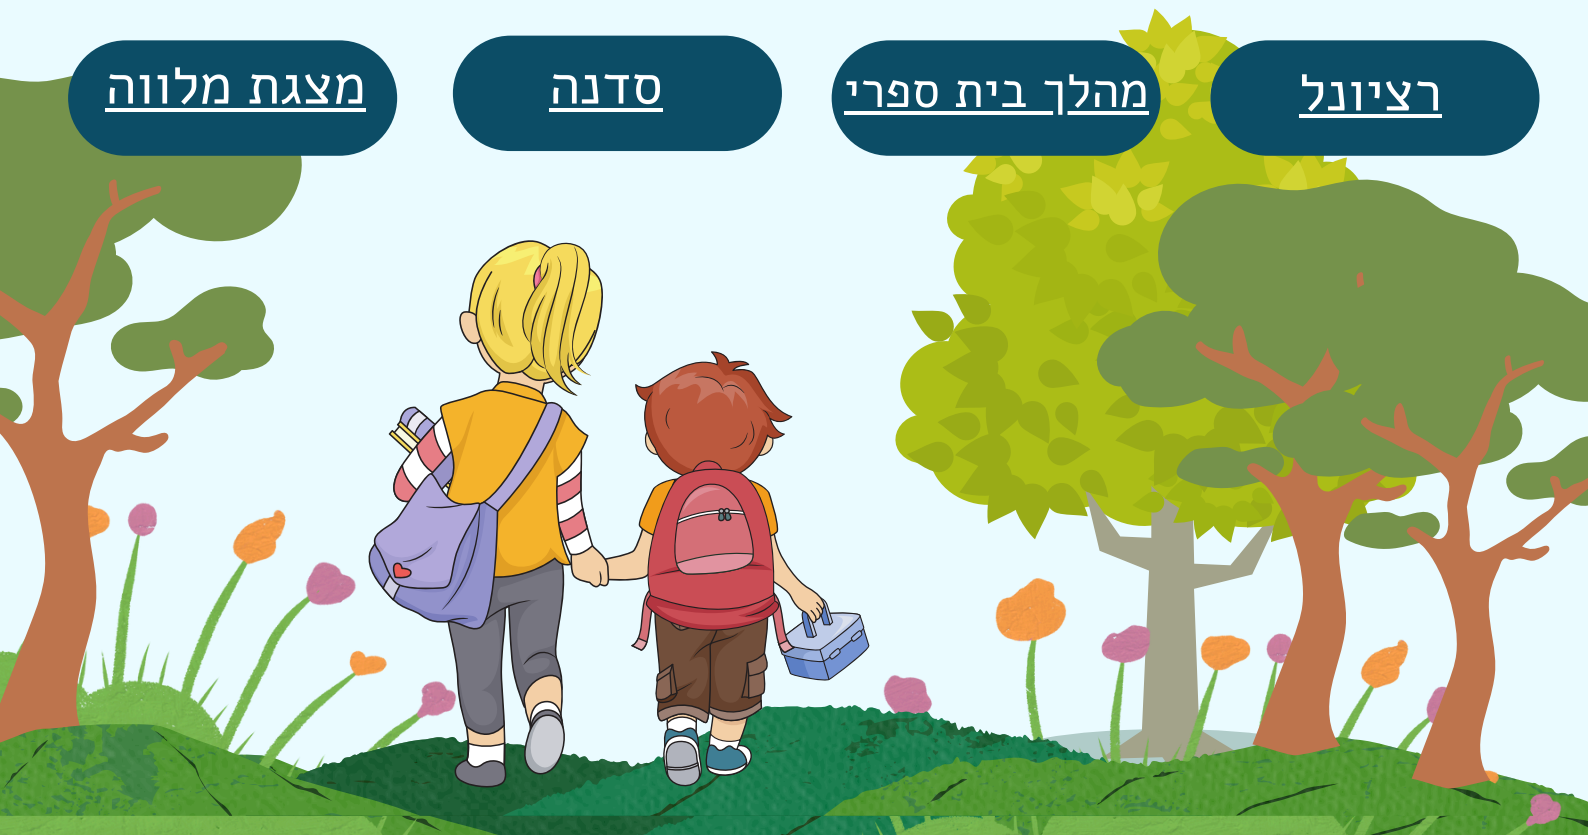 רציונל
מהלך בית ספרי
סדנה
מצגת מלווה